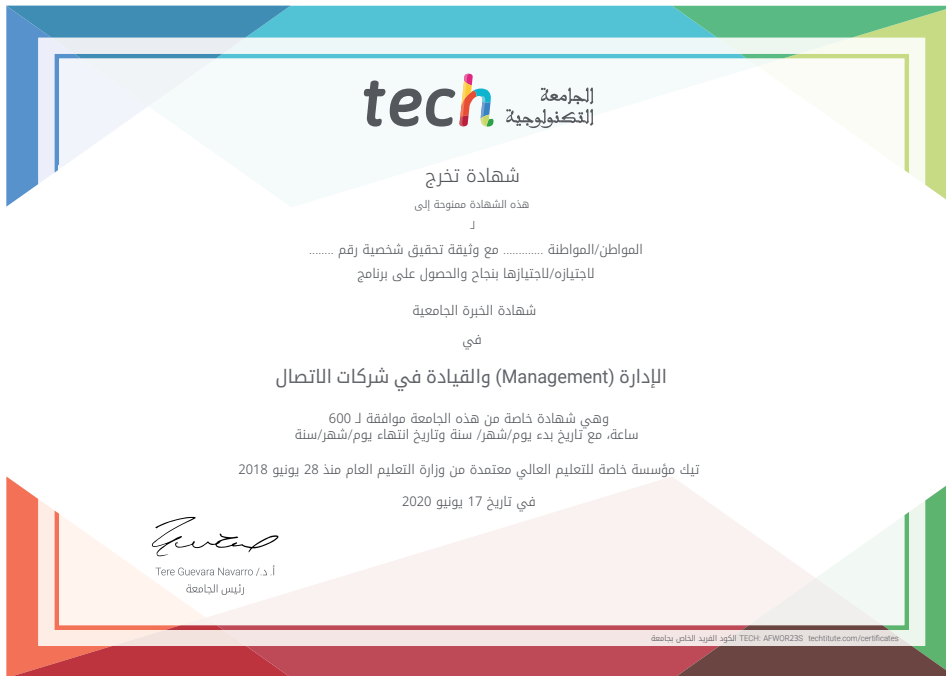 tech الجامعة
التكنولوجية
شهادة تخرج
هذه الشهادة ممنوحة إلى
لـ
المواطن/المواطنة ............. مع وثيقة تحقيق شخصية رقم ........
لاجتيازه/لاجتيازها بنجاح والحصول على برنامج
شهادة الخبرة الجامعية
في
الإدارة (Management) والقيادة في شركات الاتصال
وهي شهادة خاصة من هذه الجامعة موافقة لـ 600
ساعة، مع تاريخ بدء يوم/شهر/ سنة وتاريخ انتهاء يوم/شهر/سنة
تيك مؤسسة خاصة للتعليم العالي معتمدة من وزارة التعليم العام منذ 28 يونيو 2018
في تاريخ 17 يونيو 2020
أ. د./ Tere Guevara Navarro
رئيس الجامعة
الكود الفريد الخاص بجامعة TECH: AFWOR23S techtitute.com/certificates